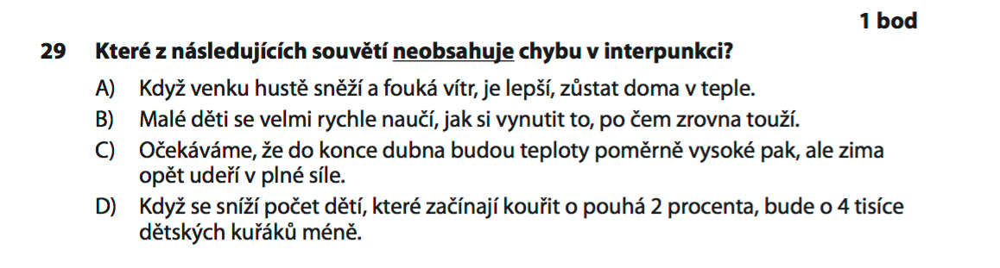 1 bod
29 Které z následujících souvětí neobsahuje chybu v interpunkci?
A) Když venku hustě sněží a fouká vítr, je lepší, zůstat doma v teple.
B) Malé děti se velmi rychle naučí, jak si vynutit to, po čem zrovna touží.
C) Očekáváme, že do konce dubna budou teploty poměrně vysoké pak, ale zima
opět udeří v plné síle.
D) Když se sníží počet dětí, které začínají kouřit o pouhá 2 procenta, bude o 4 tisíce
dětských kuřáků méně.